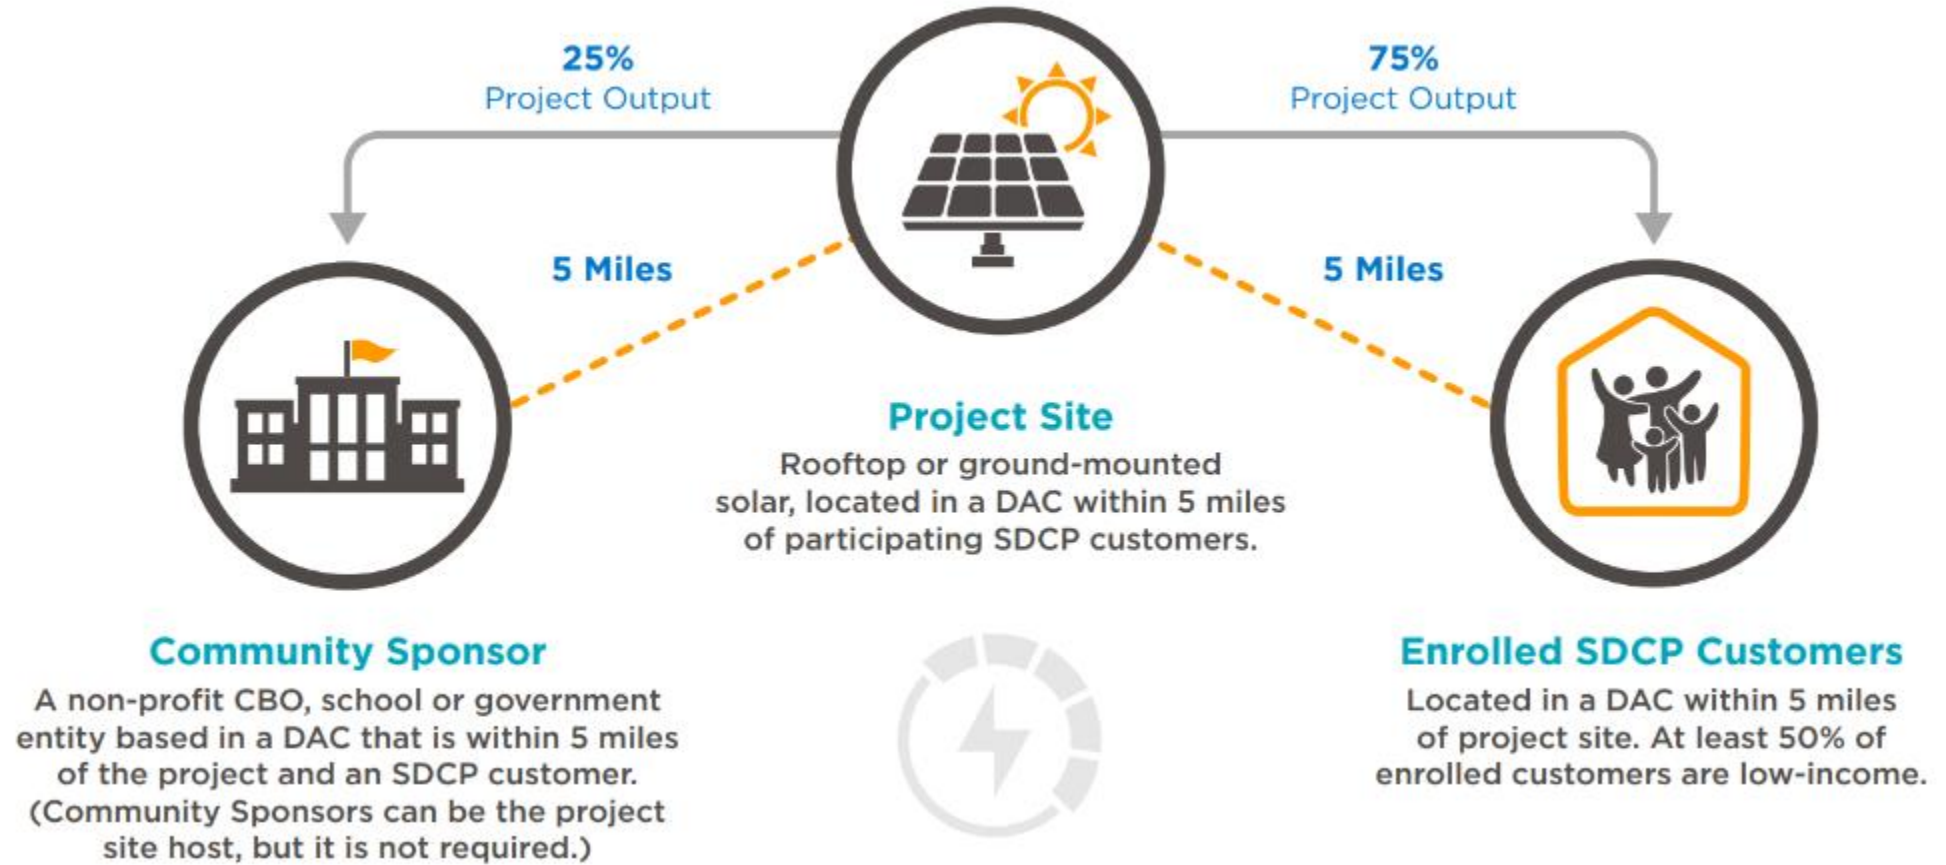 25%
Project Output
75%
Project Output
5 Miles
5 Miles
Project Site
Rooftop or ground-mounted
solar, located in a DAC within 5 miles
of participating SDCP customers.
Community Sponsor
A non-profit CBO, school or government
entity based in a DAC that is within 5 miles
of the project and an SDCP customer.
(Community Sponsors can be the project
site host, but it is not required.)
Enrolled SDCP Customers
Located in a DAC within 5 miles
of project site. At least 50% of
enrolled customers are low-income.